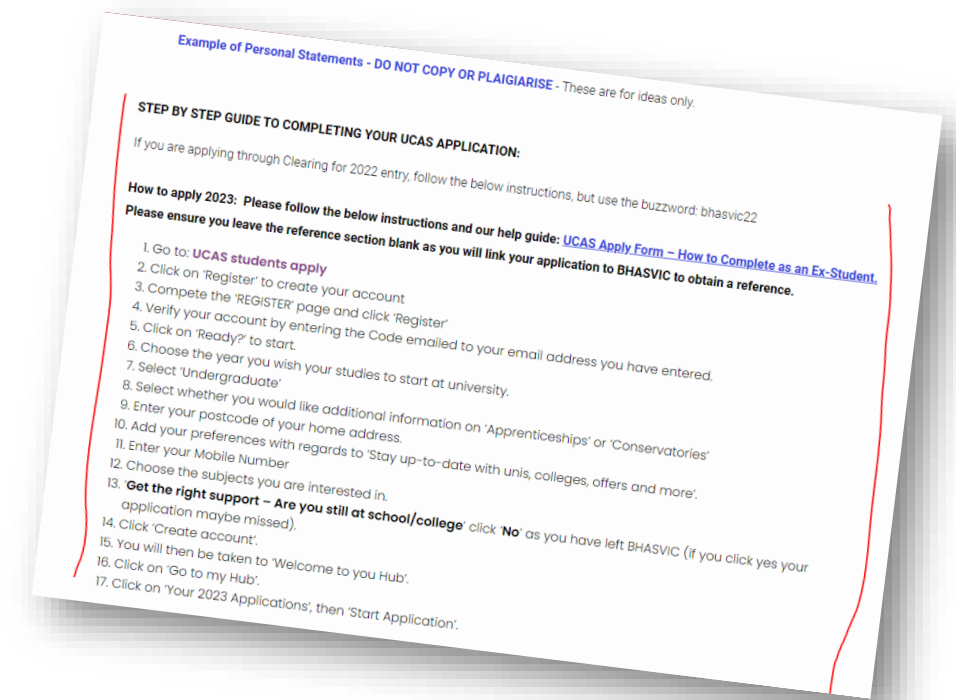 Example of Personal Statements - DO NOT COPY OR PLAIGIARISE - These are for ideas only.
STEP BY STEP GUIDE TO COMPLETING YOUR UCAS APPLICATION:
If you are applying through Clearing for 2022 entry, follow the below instructions, but use the buzzword: bhasvic22
How to apply 2023:  Please follow the below instructions and our help guide: UCAS Apply Form – How to Complete as an Ex-Student.
Please ensure you leave the reference section blank as you will link your application to BHASVIC to obtain a reference.
1. Go to: UCAS students apply
2. Click on 'Register' to create your account
3. Compete the 'REGISTER' page and click 'Register'
4. Verify your account by entering the Code emailed to your email address you have entered.
5. Click on 'Ready?' to start.
6. Choose the year you wish your studies to start at university.
7. Select 'Undergraduate'
8. Select whether you would like additional information on 'Apprenticeships' or 'Conservatories'
9. Enter your postcode of your home address.
10. Add your preferences with regards to 'Stay up-to-date with unis, colleges, offers and more'.
11. Enter your Mobile Number
12. Choose the subjects you are interested in.
13. 'Get the right support – Are you still at school/college' click 'No' as you have left BHASVIC (if you click yes your
application maybe missed).
14. Click 'Create account'.
15. You will then be taken to 'Welcome to you Hub'.
16. Click on 'Go to my Hub'.
17. Click on 'Your 2023 Applications', then 'Start Application'.